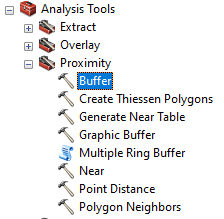 Analysis Tools
Extract
Overlay
Proximity
Buffer
Create Thiessen Polygons
Generate Near Table
Graphic Buffer
Multiple Ring Buffer
Near
Point Distance
Polygon Neighbors